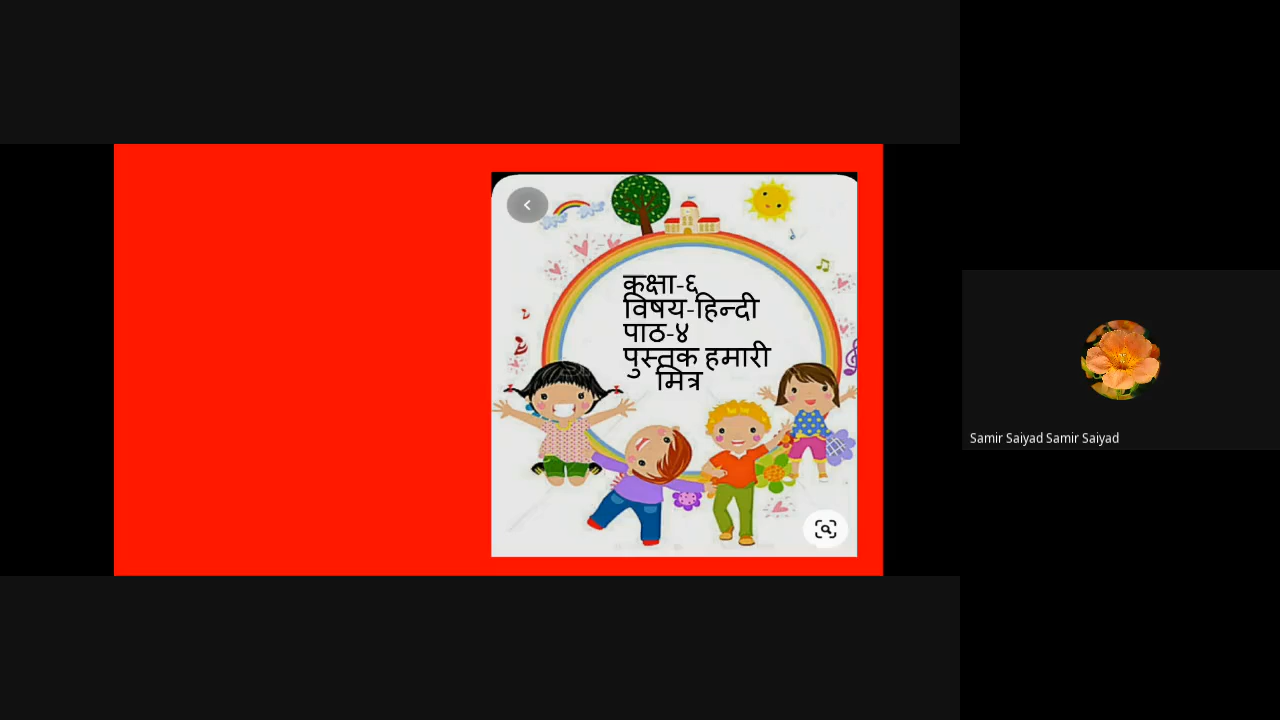 कक्षा-६
विषय-हिन्दी
पाठ-४
पुस्तक हमारी
मित्र
Samir Saiyad Samir Saiyad